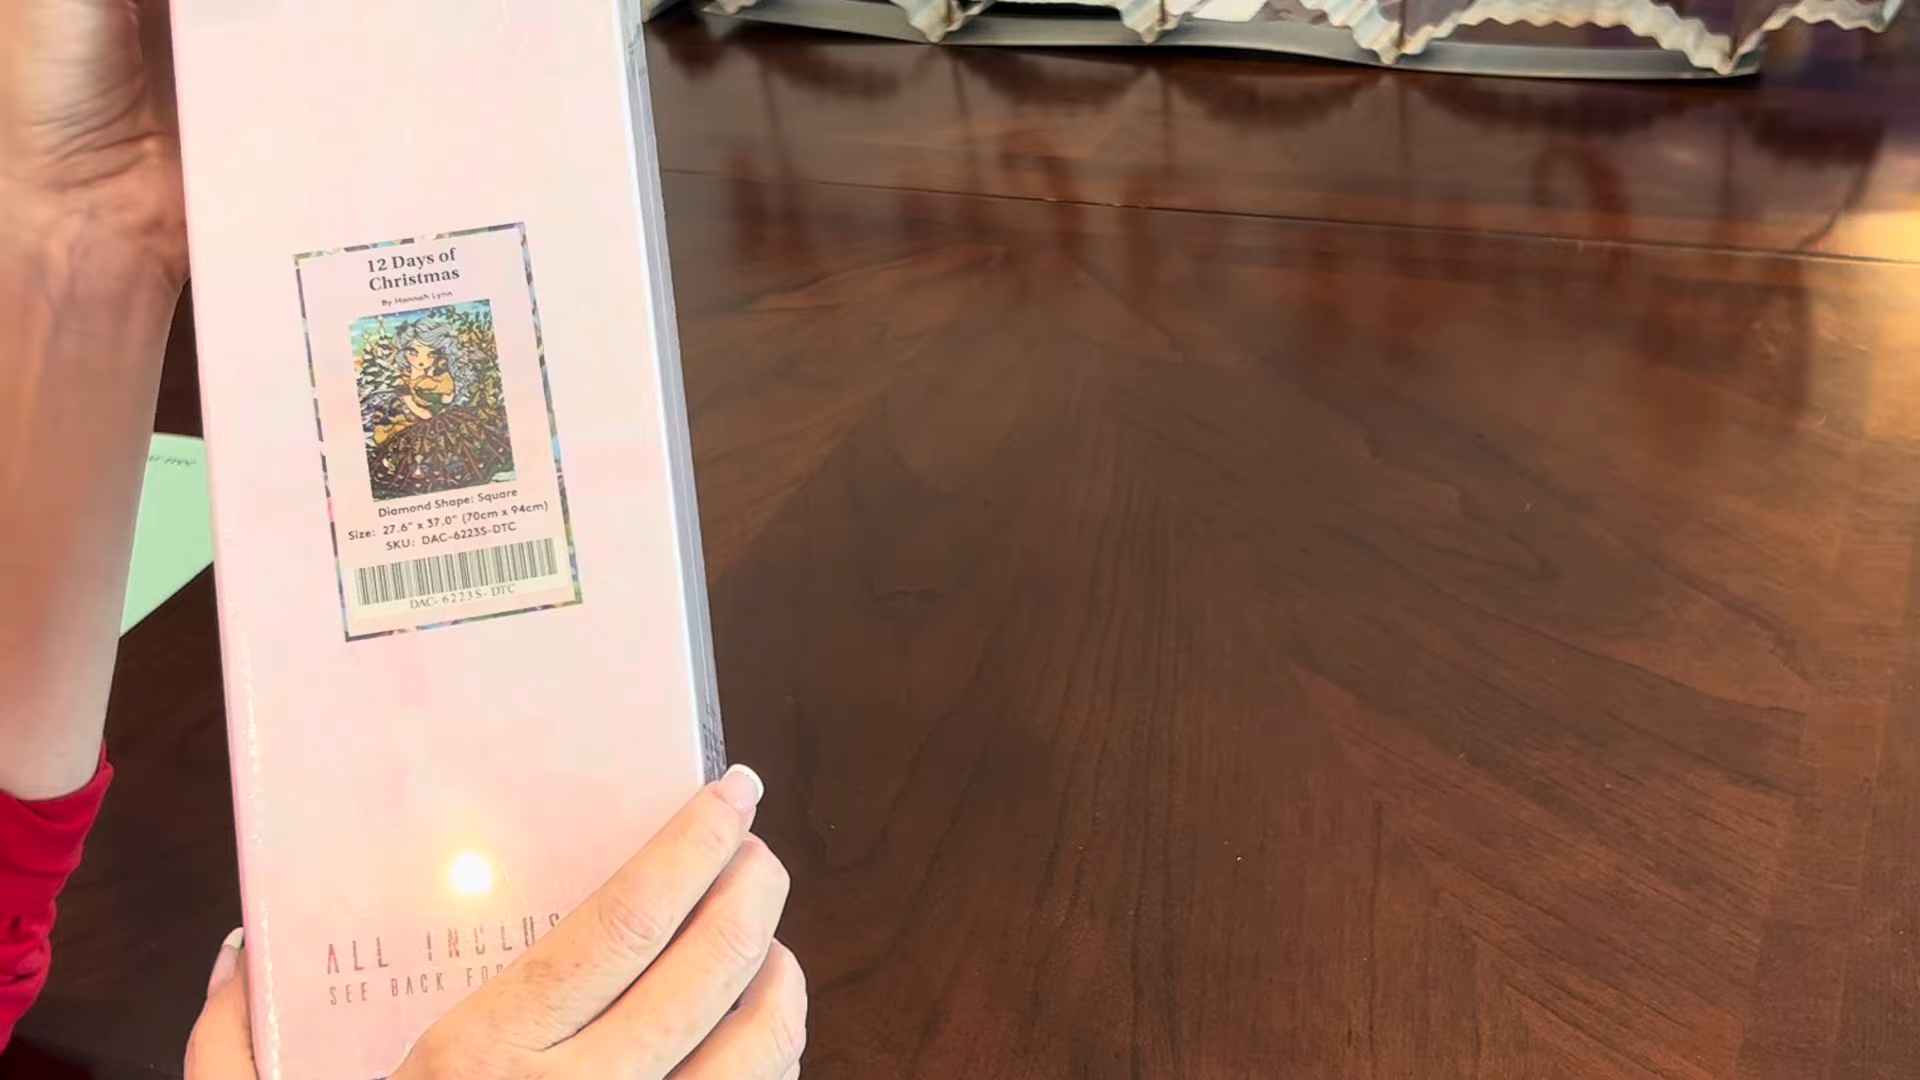 12 Days of
Christmas
By Hannah Lynn
Diamond Shape: Square
Size: 27.6" x 37.0" (70cm x 94cm)
SKU: DAC-6223S-DTC
DAC- 6223S- DTC
ALL INCLUS
SEE BACK FOR